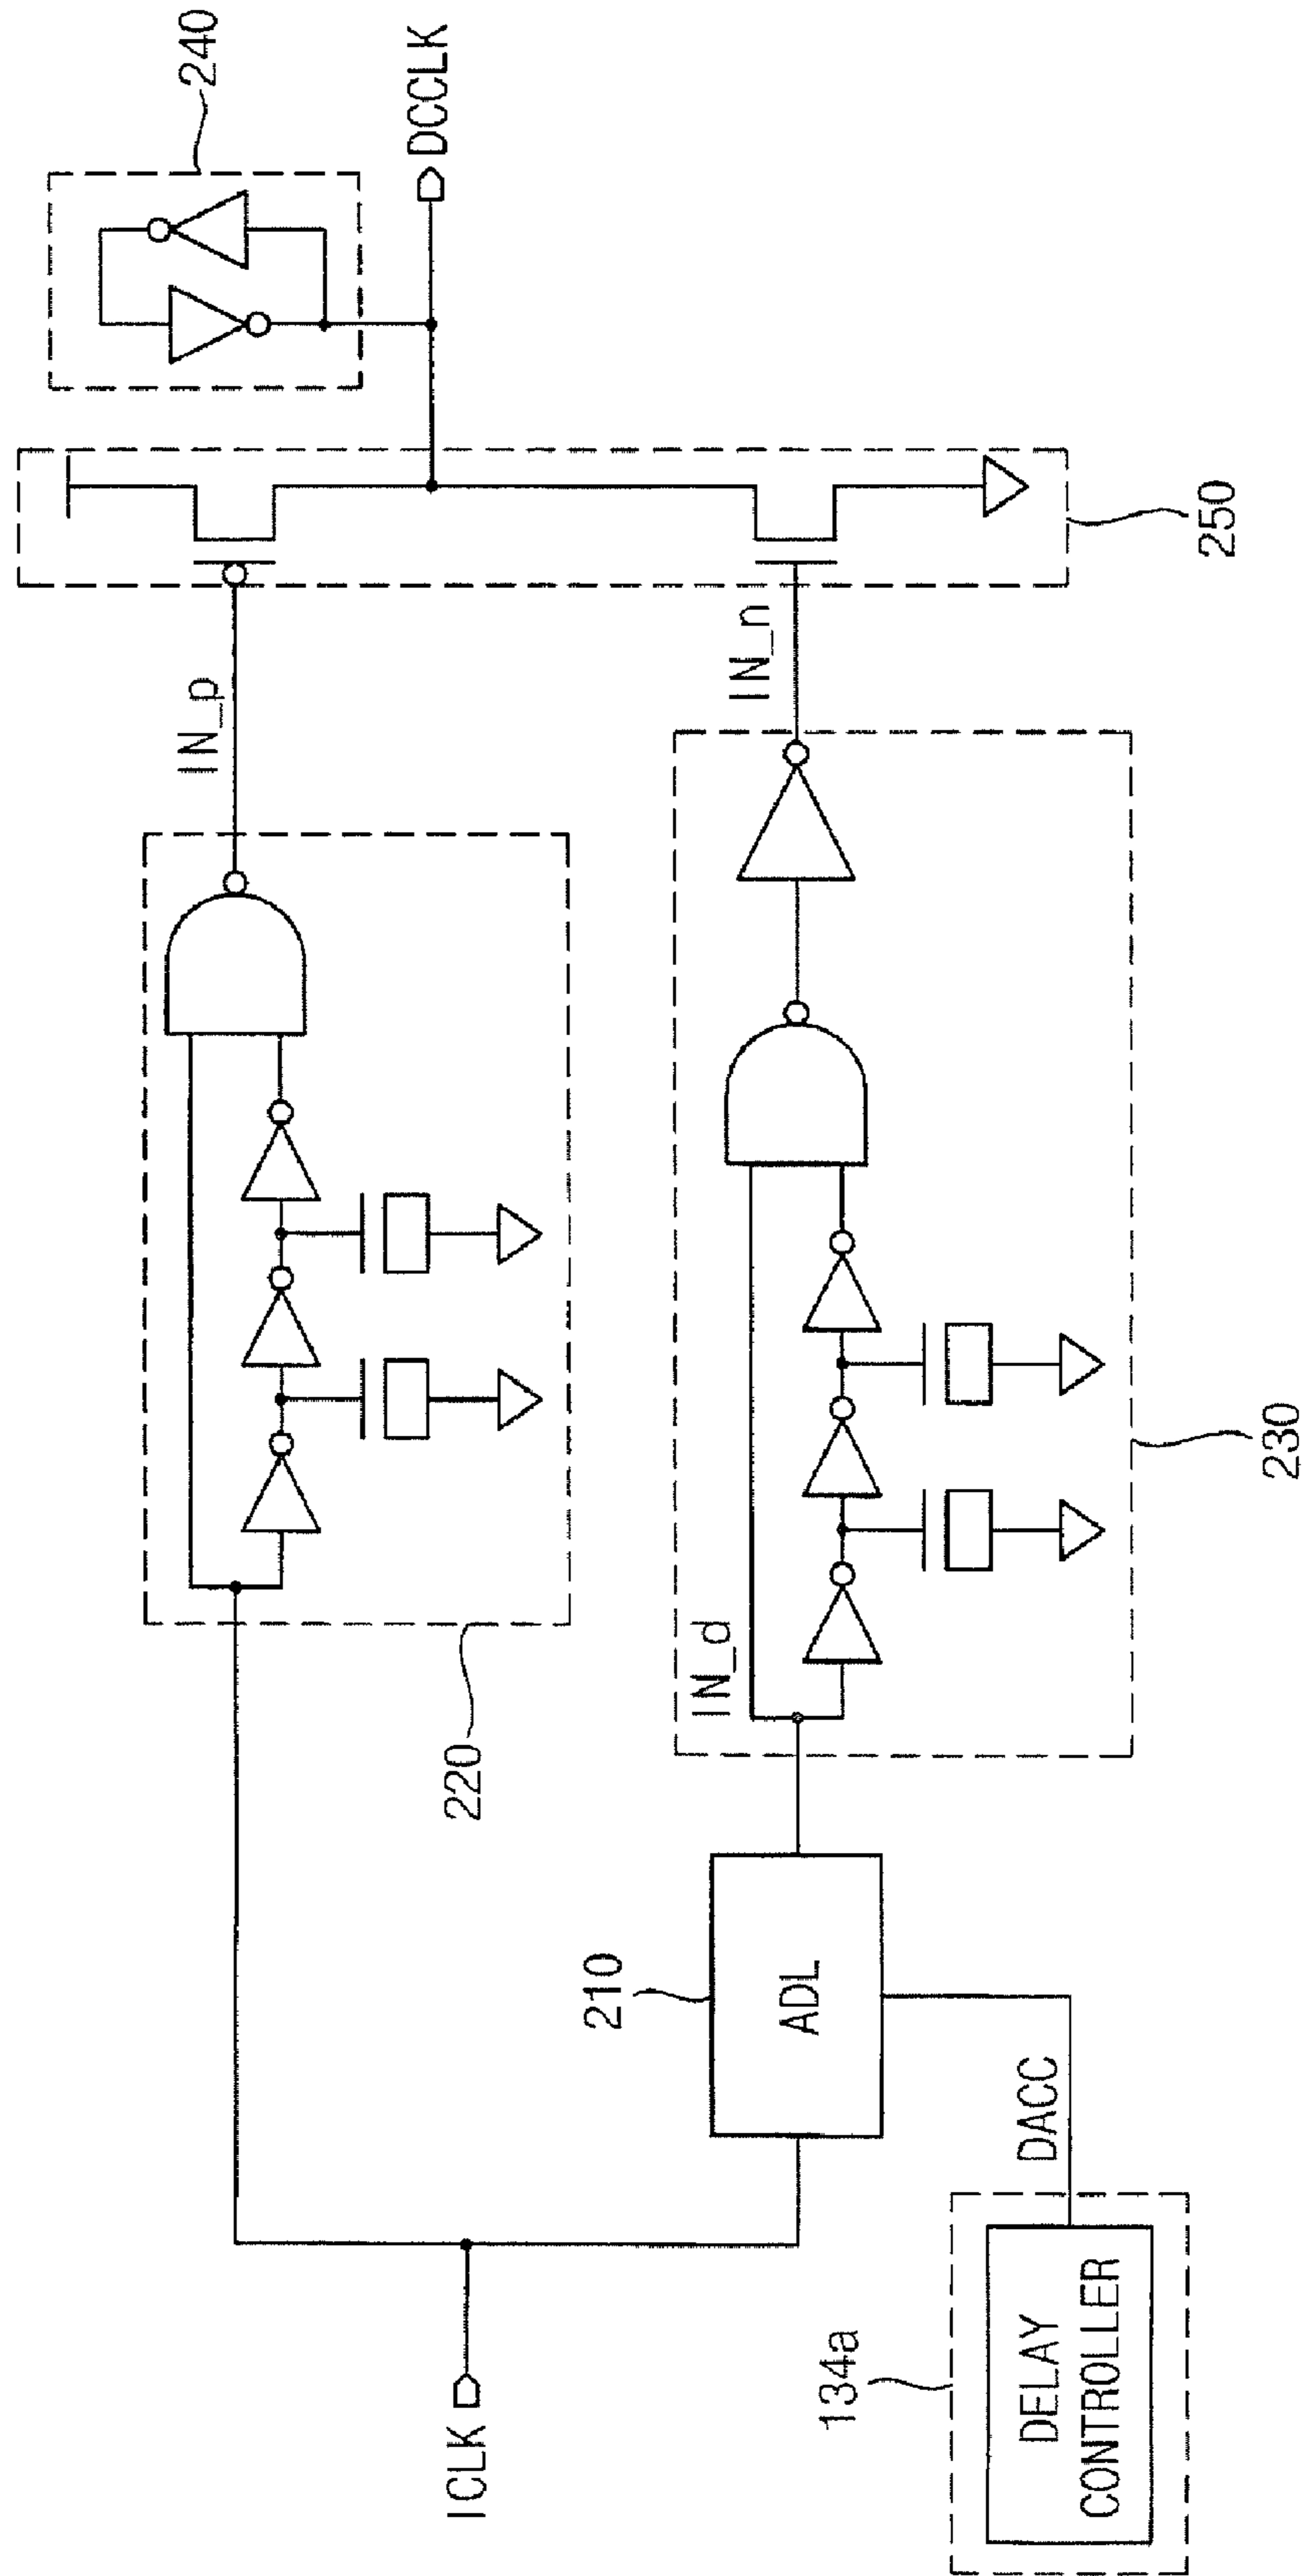 240
DCCLK
250
IN_p
IN_n
220
IN_d
230
210
ADL
ICLK
DACC
134a
DELAY
CONTROLLER